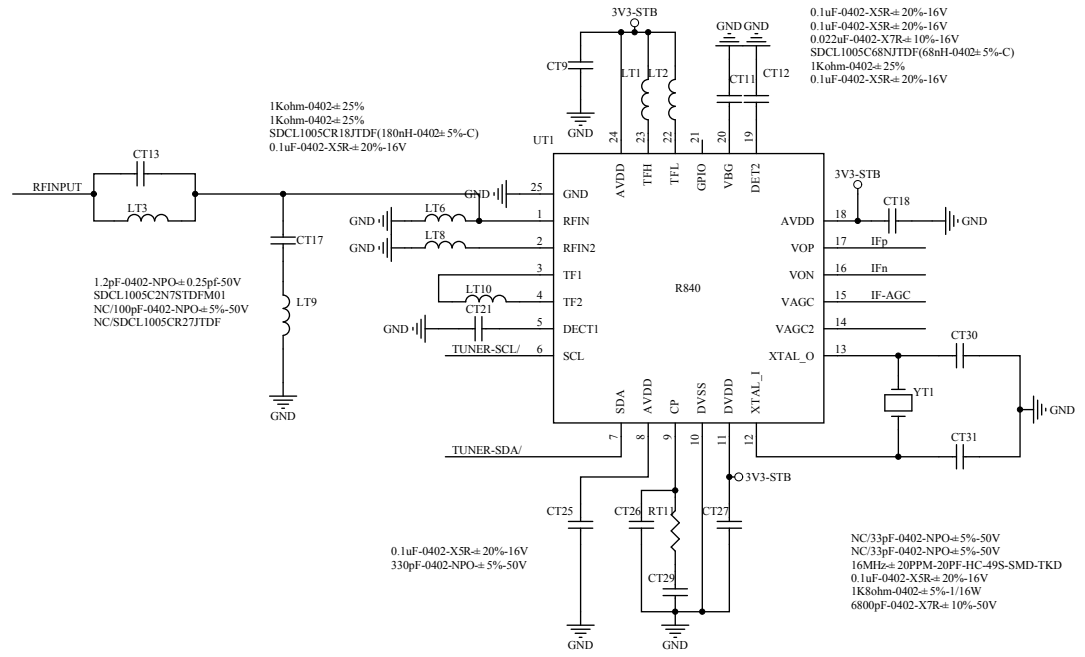 3V3-STB
0.1uF-0402-X5R-±20%-16V
0.1uF-0402-X5R-±20%-16V
0.022uF-0402-X7R-±10%-16V
SDCL1005C68NJTDF(68nH-0402±5%-C)
1Kohm-0402-±25%
0.1uF-0402-X5R-±20%-16V
GND GND
CT9
LT1
LT2
CT11
CT12
GND
1Kohm-0402-±25%
1Kohm-0402-±25%
SDCL1005CR18JTDF(180nH-0402±5%-C)
0.1uF-0402-X5R-±20%-16V
UT1
24
23
22
21
20
19
AVDD
TFH
TFL
GPIO
VBG
DET2
CT13
RFINPUT
LT3
GND
25
GND
3V3-STB
CT18
GND
AVDD
18
GND
LT6
1
RFIN
GND
LT8
2
RFIN2
VOP
17
IFp
CT17
3
TF1
VON
16
IFn
1.2pF-0402-NPO-±0.25pf-50V
SDCL1005C2N7STDFM01
NC/100pF-0402-NPO-±5%-50V
NC/SDCL1005CR27JTDF
LT9
LT10
4
TF2
R840
VAGC
15
IF-AGC
CT21
GND
5
DECT1
VAGC2
14
TUNER-SCL/
6
SCL
XTAL_O
13
CT30
GND
SDA
AVDD
CP
DVSS
DVDD
XTAL_I
YT1
GND
7
8
9
10
11
12
CT31
TUNER-SDA/
3V3-STB
CT25
CT26
RT11
CT27
0.1uF-0402-X5R-±20%-16V
330pF-0402-NPO-±5%-50V
CT29
NC/33pF-0402-NPO-±5%-50V
NC/33pF-0402-NPO-±5%-50V
16MHz-±20PPM-20PF-HC-49S-SMD-TKD
0.1uF-0402-X5R-±20%-16V
1K8ohm-0402-±5%-1/16W
6800pF-0402-X7R-±10%-50V
GND
GND